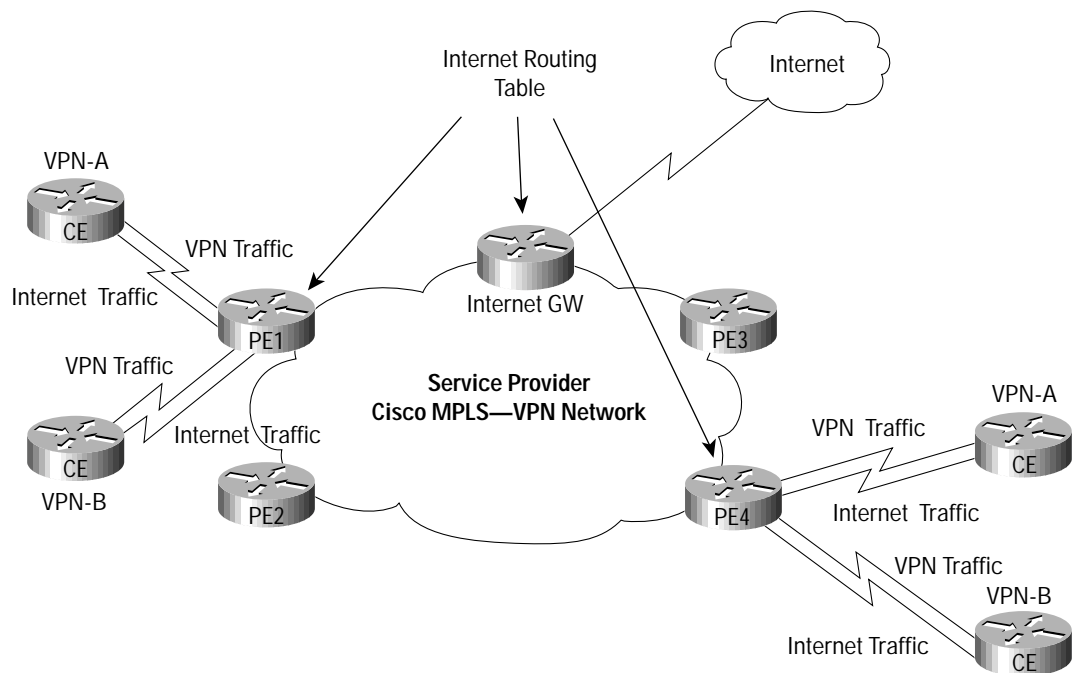 Internet Routing
Table
Internet
VPN-A
CE
VPN Traffic
Internet Traffic
PE1
Internet GW
PE3
VPN Traffic
Service Provider
Cisco MPLS—VPN Network
Internet Traffic
CE
VPN-B
PE2
VPN-A
VPN Traffic
CE
PE4
Internet Traffic
VPN Traffic
VPN-B
Internet Traffic
CE